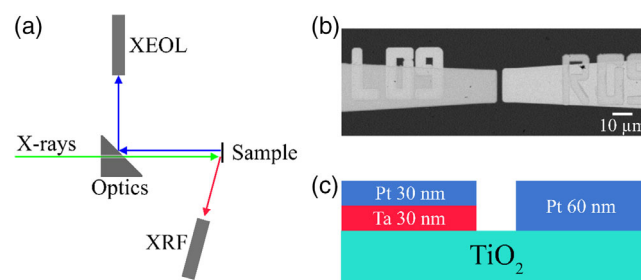 (a)
XEOL
X-rays
Optics
Sample
XRF
(b)
L09
R09
10 µm
(c)
Pt 30 nm
Ta 30 nm
Pt 60 nm
TiO₂